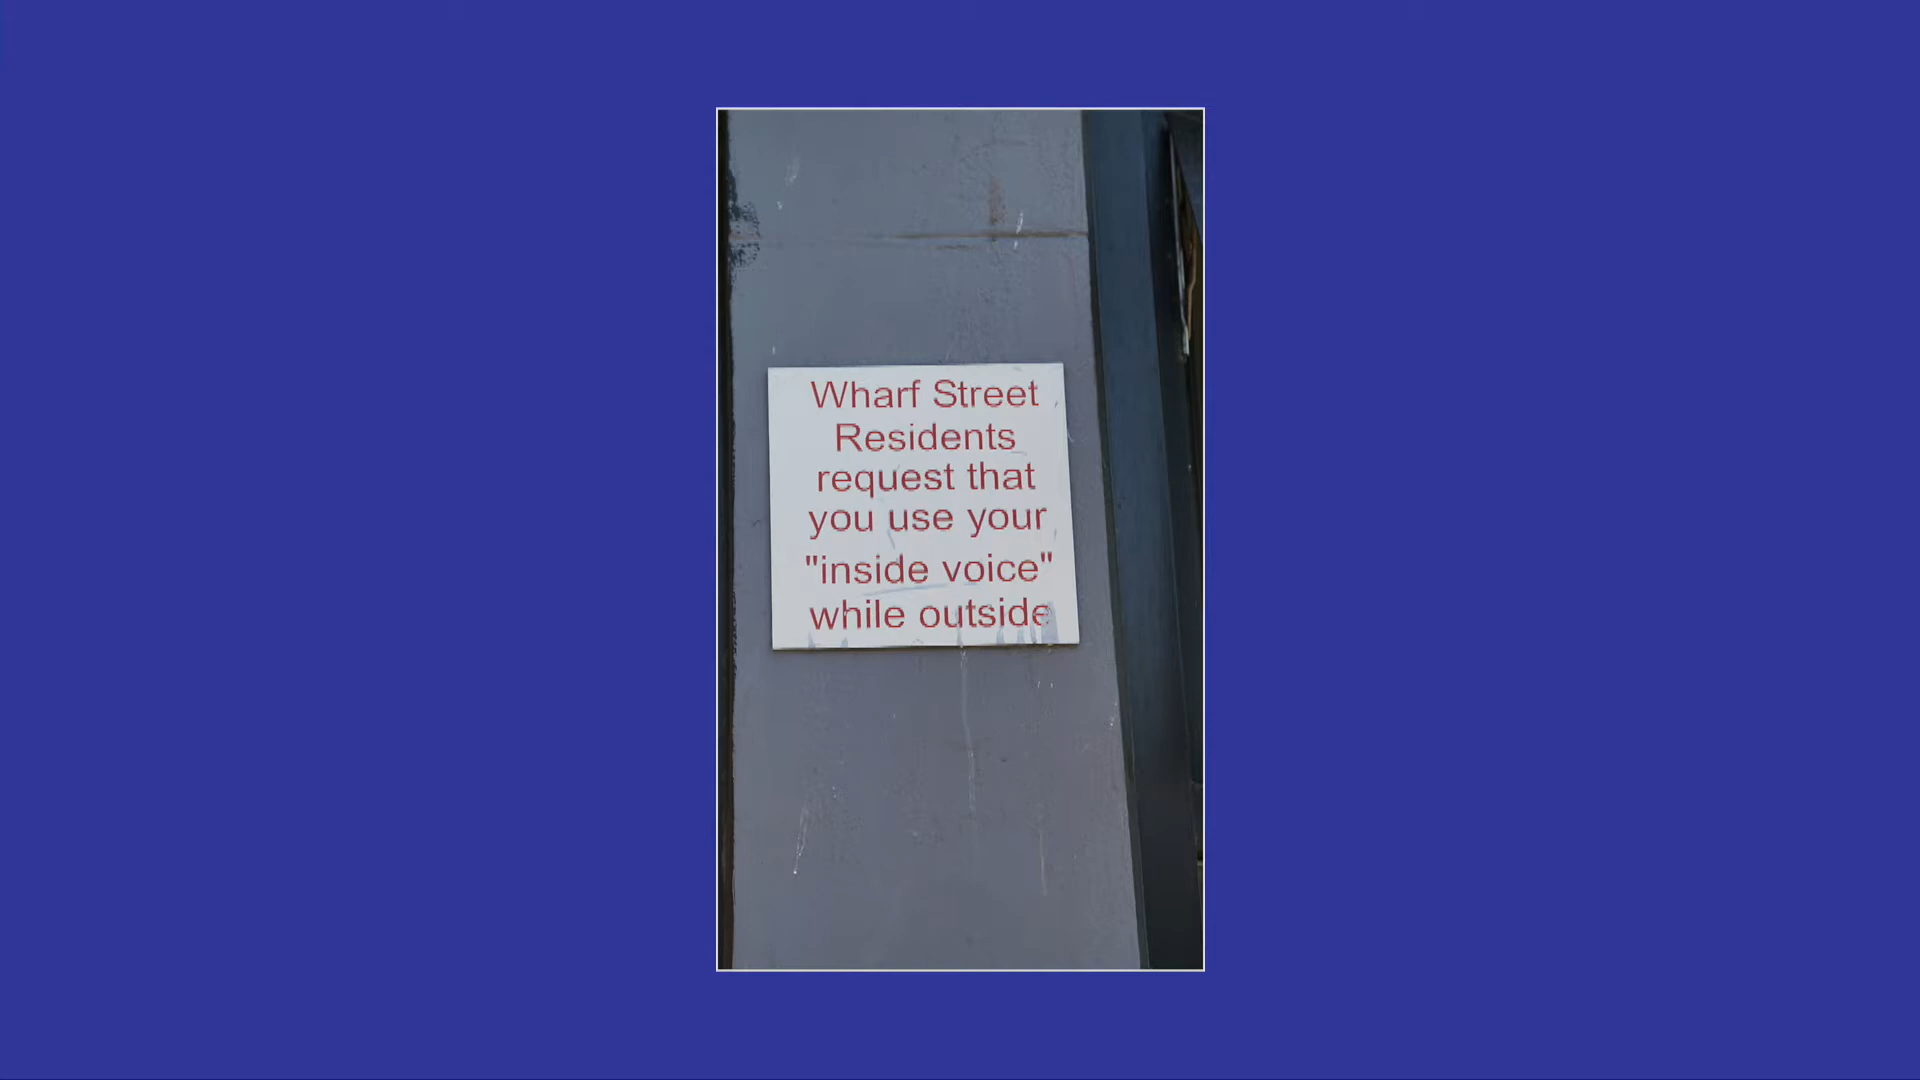 Wharf Street
Residents
request that
you use your
"inside voice"
while outside